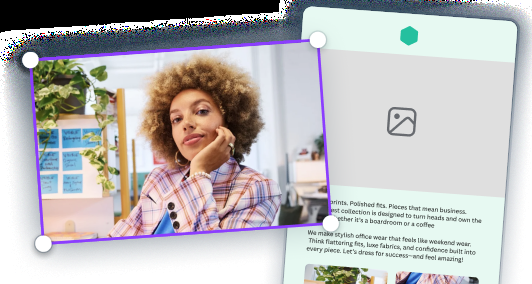 prints. Polished fits. Pieces that mean business.
est collection is designed to turn heads and own the
ether it's a boardroom or a coffee
We make stylish office wear that feels like weekend wear.
Think flattering fits, luxe fabrics, and confidence built into
every piece. Let's dress for success—and feel amazing!